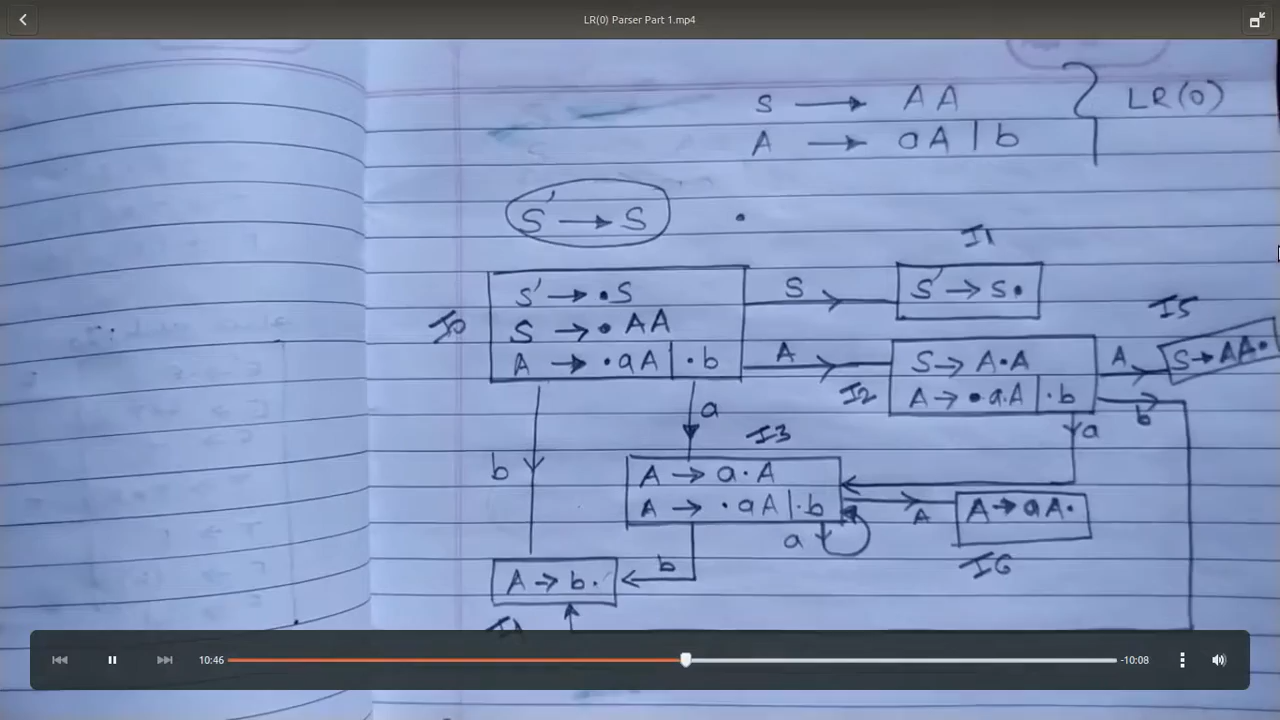 LR(0) Parser Part 1.mp4
S → AA
A → aA | b
LR(0)
S' → S
I1
S' → •S
S → •AA
A → •aA | •b
I0
S
S' → S•
I5
A
S → A•A
A → •aA | •b
I2
A
S → AA•
b
a
a
I3
b
A → a•A
A → •aA | •b
A
A → aA•
a
I6
b
A → b•
10:46
-10:08